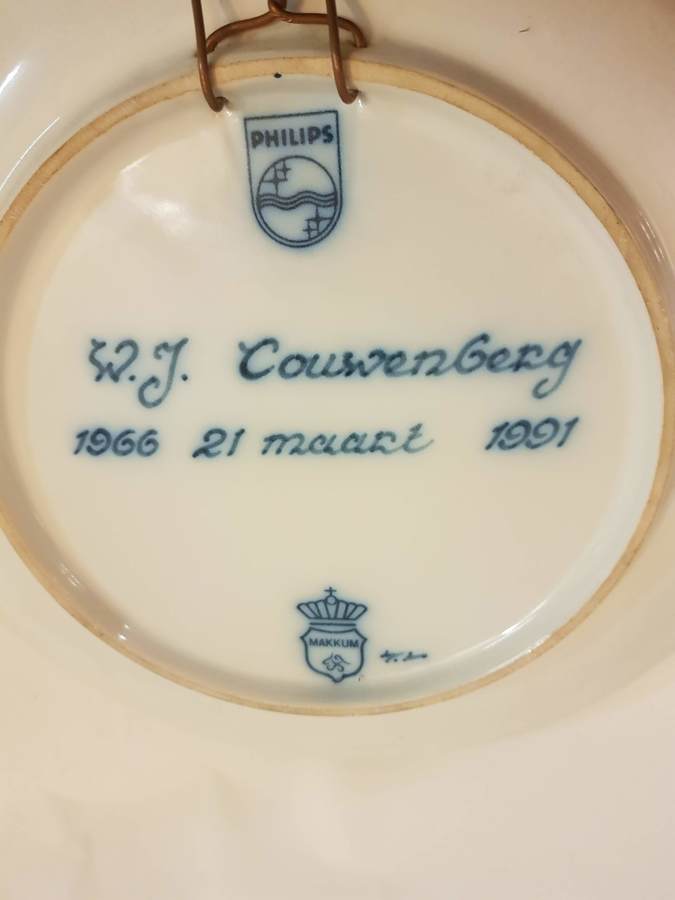 PHILIPS
W.J. Couwenberg
1966 21 maart 1991
MAKKUM